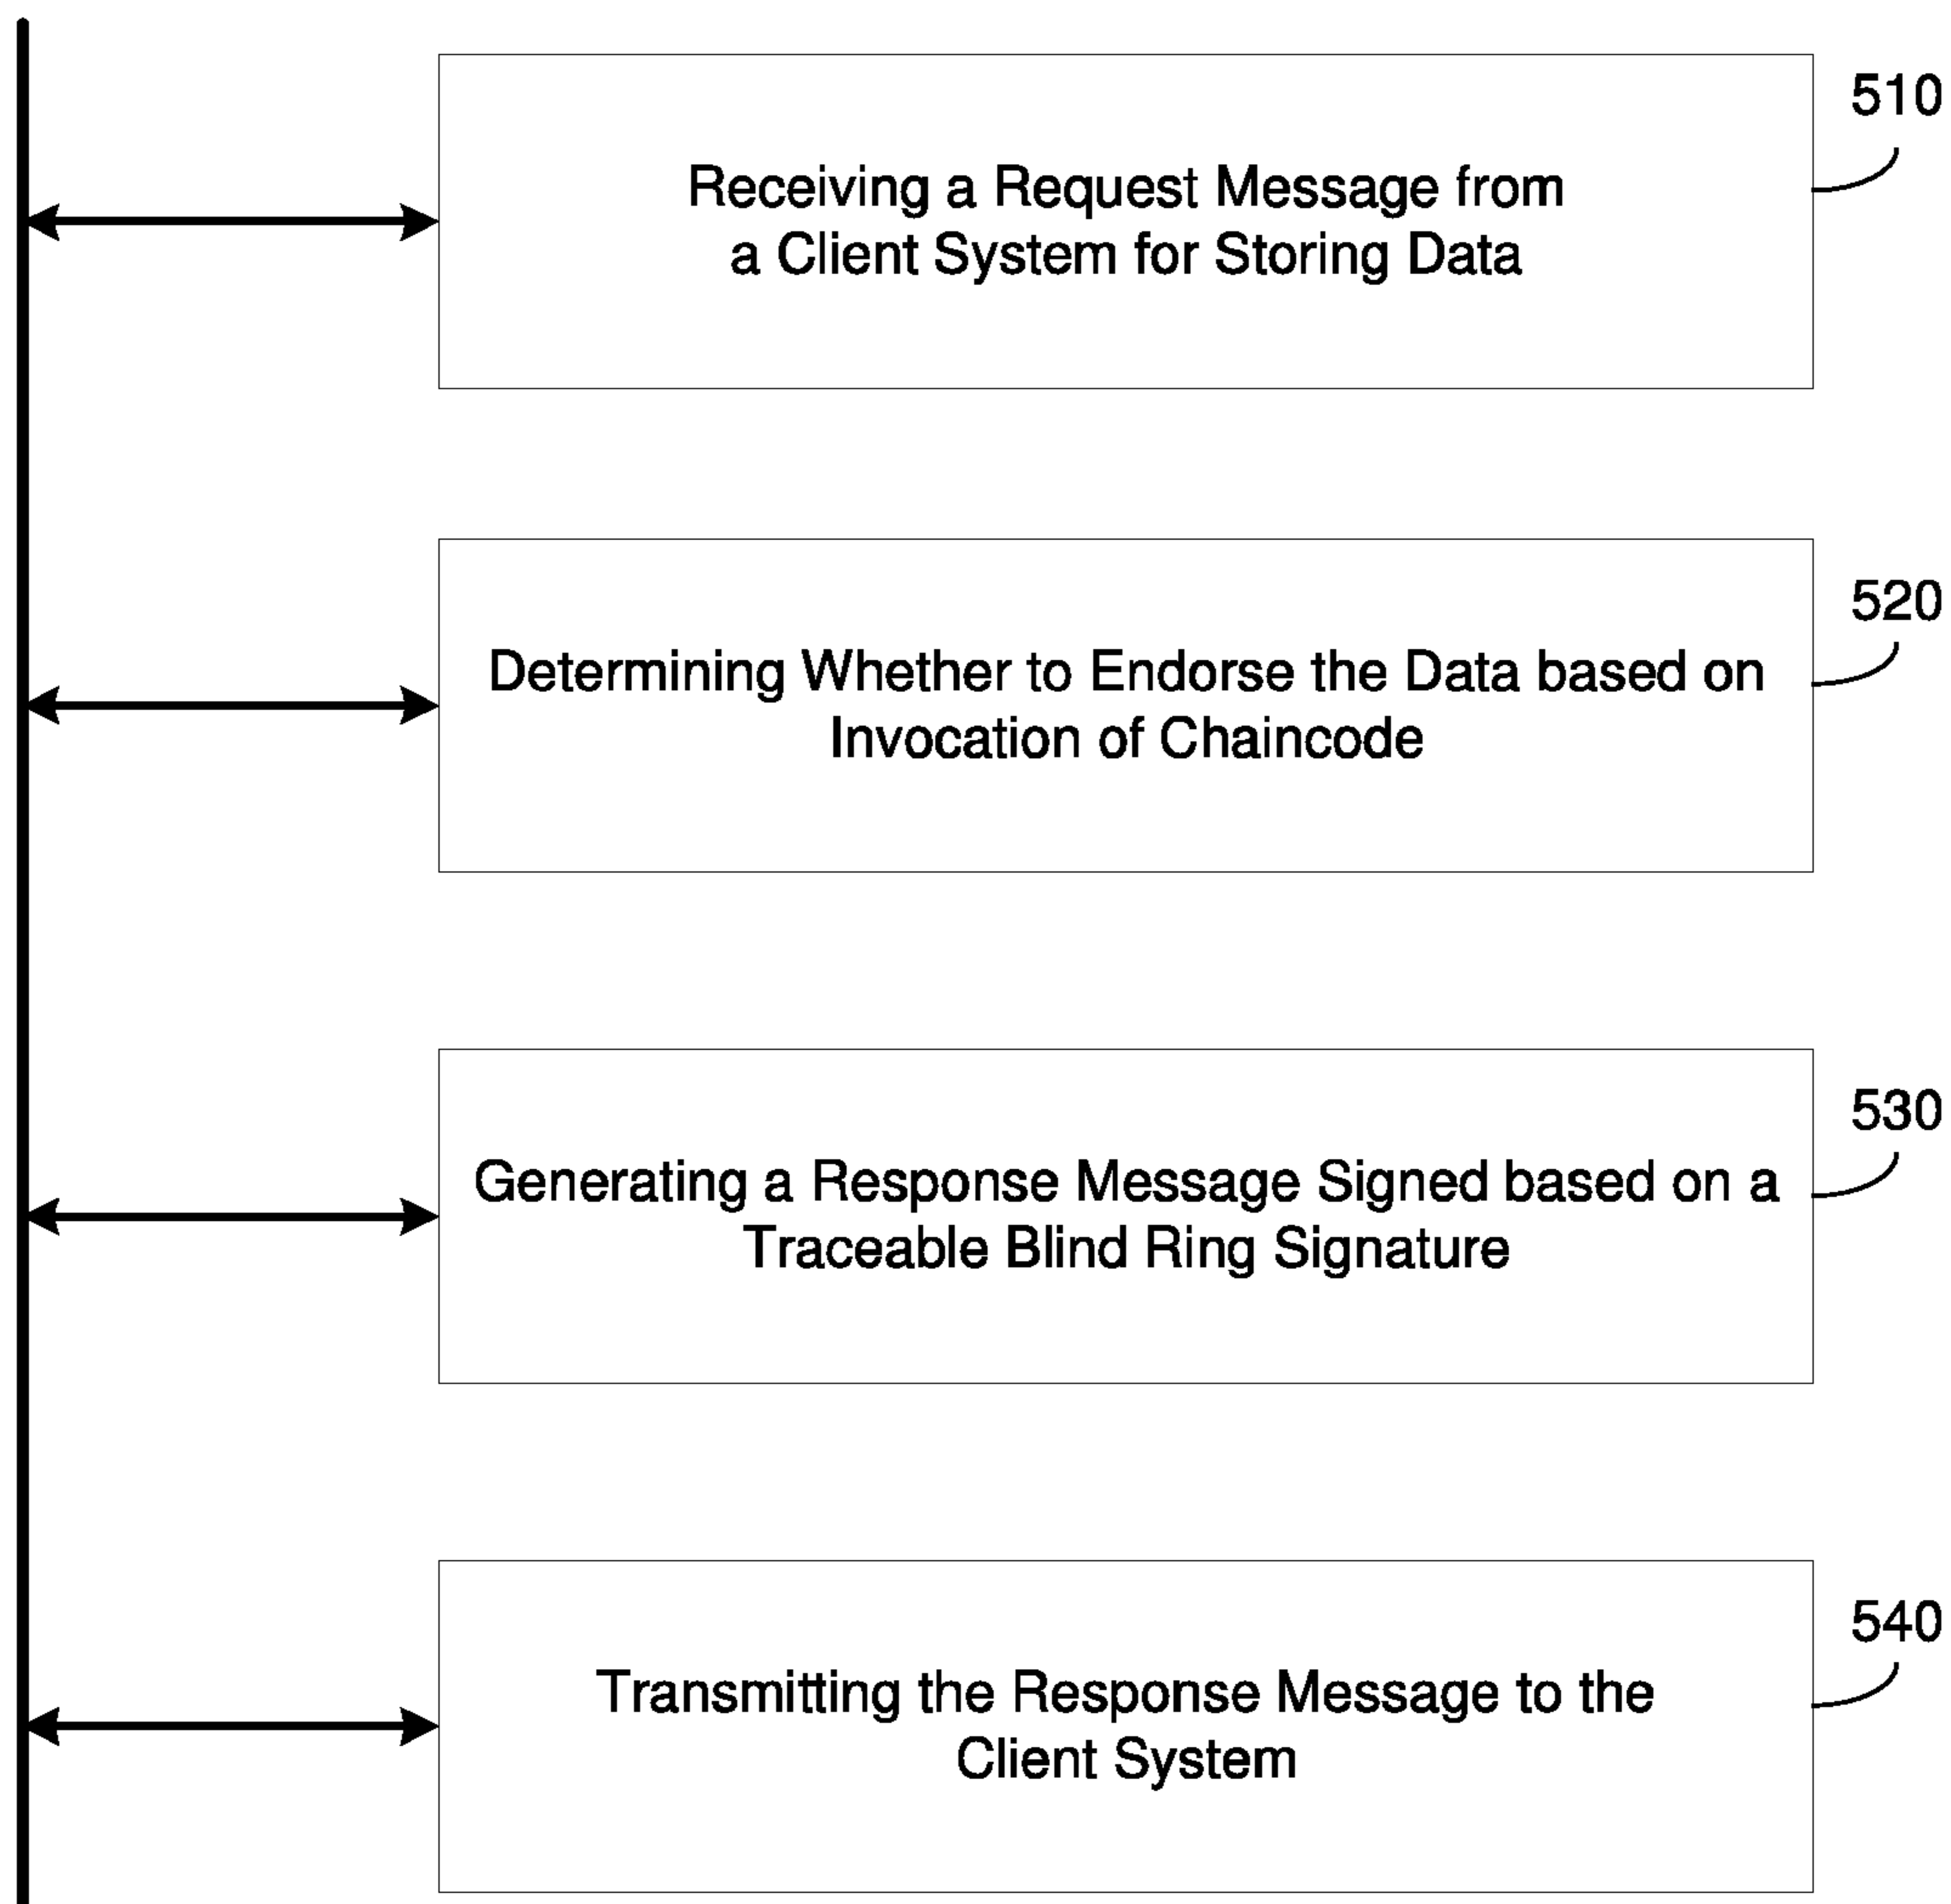 510
Receiving a Request Message from
a Client System for Storing Data
520
Determining Whether to Endorse the Data based on
Invocation of Chaincode
530
Generating a Response Message Signed based on a
Traceable Blind Ring Signature
540
Transmitting the Response Message to the
Client System